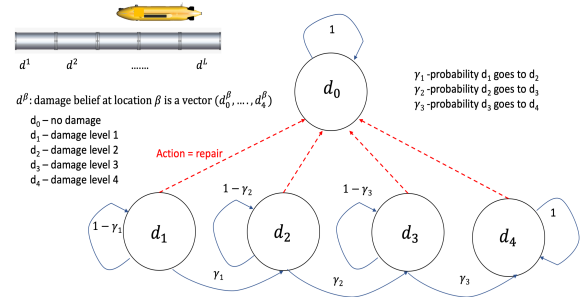 d¹ d² ....... dᴸ
d^β: damage belief at location β is a vector (d₀^β, ...., d₄^β)
d₀ – no damage
d₁ – damage level 1
d₂ – damage level 2
d₃ – damage level 3
d₄ – damage level 4
1
d₀
γ₁ -probability d₁ goes to d₂
γ₂ -probability d₂ goes to d₃
γ₃ -probability d₃ goes to d₄
Action = repair
1 − γ₁
1 − γ₂
1 − γ₃
1
d₁
d₂
d₃
d₄
γ₁
γ₂
γ₃